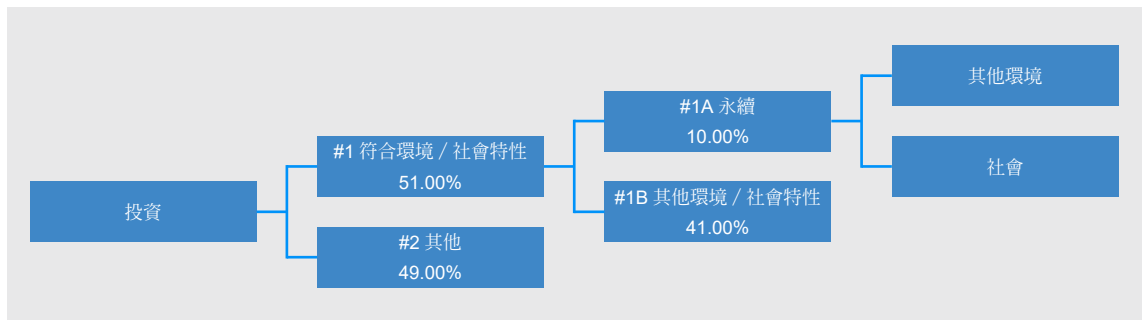 投資
#1 符合環境 / 社會特性
51.00%
#2 其他
49.00%
#1A 永續
10.00%
#1B 其他環境 / 社會特性
41.00%
其他環境
社會